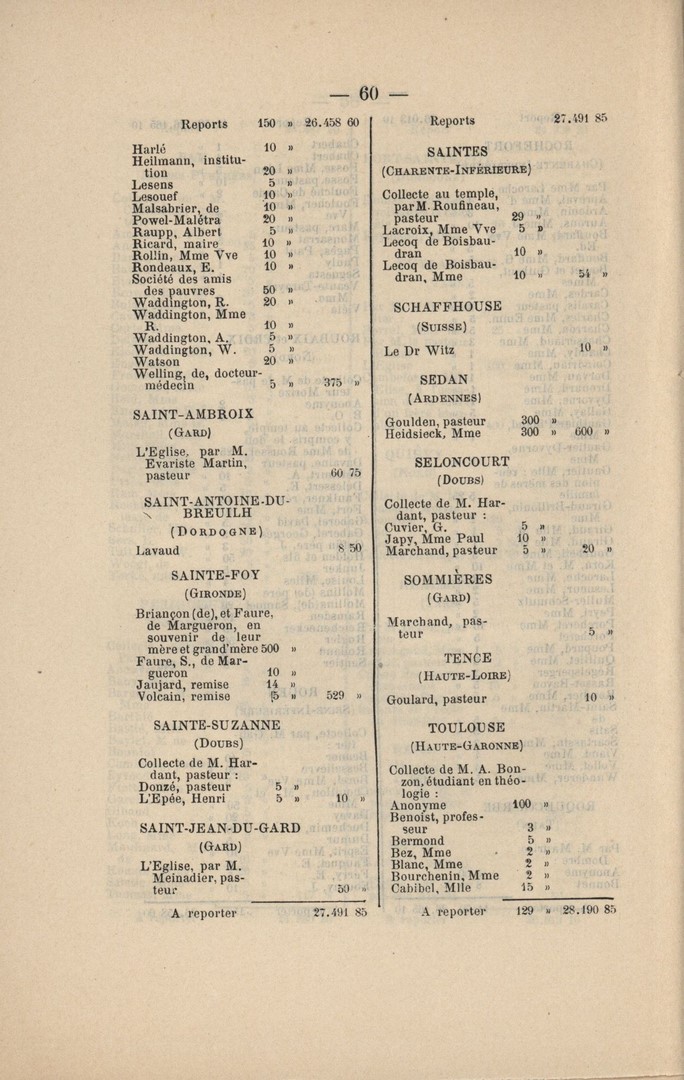 — 60 —
Reports 150 » 26.458 60
Harlé 10 »
Heilmann, institu-
tion 20 »
Lesens 5 »
Lesouef 10 »
Malsabrier, de 10 »
Powel-Malétra 20 »
Raupp, Albert 5 »
Ricard, maire 10 »
Rollin, Mme Vve 10 »
Rondeaux, E. 10 »
Société des amis
des pauvres 50 »
Waddington, R. 20 »
Waddington, Mme
R. 10 »
Waddington, A. 5 »
Waddington, W. 5 »
Watson 20 »
Welling, de, docteur-
médecin 5 » 375 »
SAINT-AMBROIX
(GARD)
L'Eglise, par M.
Evariste Martin,
pasteur 60 75
SAINT-ANTOINE-DU-
BREUILH
(DORDOGNE)
Lavaud 8 50
SAINTE-FOY
(GIRONDE)
Briançon (de), et Faure,
de Margueron, en
souvenir de leur
mère et grand'mère 500 »
Faure, S., de Mar-
gueron 10 »
Jaujard, remise 14 »
Volcain, remise 5 » 529 »
SAINTE-SUZANNE
(DOUBS)
Collecte de M. Har-
dant, pasteur :
Donzé, pasteur 5 »
L'Epée, Henri 5 » 10 »
SAINT-JEAN-DU-GARD
(GARD)
L'Eglise, par M.
Meinadier, pas-
teur 50 »
A reporter 27.491 85
Reports 27.491 85
SAINTES
(CHARENTE-INFÉRIEURE)
Collecte au temple,
par M. Roufineau,
pasteur 29 »
Lacroix, Mme Vve 5 »
Lecoq de Boisbau-
dran 10 »
Lecoq de Boisbau-
dran, Mme 10 » 54 »
SCHAFFHOUSE
(SUISSE)
Le Dr Witz 10 »
SEDAN
(ARDENNES)
Goulden, pasteur 300 »
Heidsieck, Mme 300 » 600 »
SELONCOURT
(DOUBS)
Collecte de M. Har-
dant, pasteur :
Cuvier, G. 5 »
Japy, Mme Paul 10 »
Marchand, pasteur 5 » 20 »
SOMMIÈRES
(GARD)
Marchand, pas-
teur 5 »
TENCE
(HAUTE-LOIRE)
Goulard, pasteur 10 »
TOULOUSE
(HAUTE-GARONNE)
Collecte de M. A. Bon-
zon, étudiant en théo-
logie :
Anonyme 100 »
Benoist, profes-
seur 3 »
Bermond 5 »
Bez, Mme 2 »
Blanc, Mme 2 »
Bourchenin, Mme 2 »
Cabibel, Mlle 15 »
A reporter 129 » 28.190 85